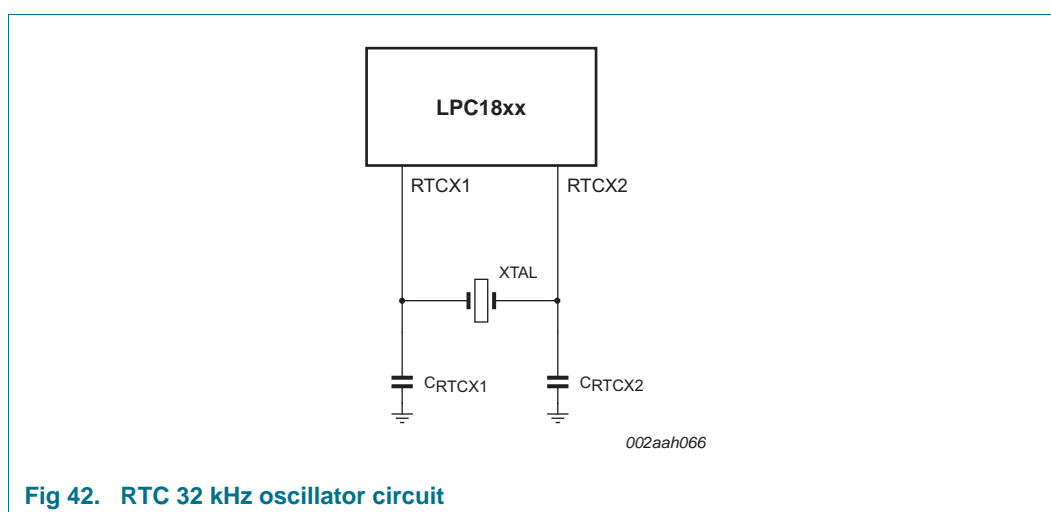 LPC18xx
RTCX1
RTCX2
XTAL
CRTCX1
CRTCX2
002aah066
Fig 42. RTC 32 kHz oscillator circuit